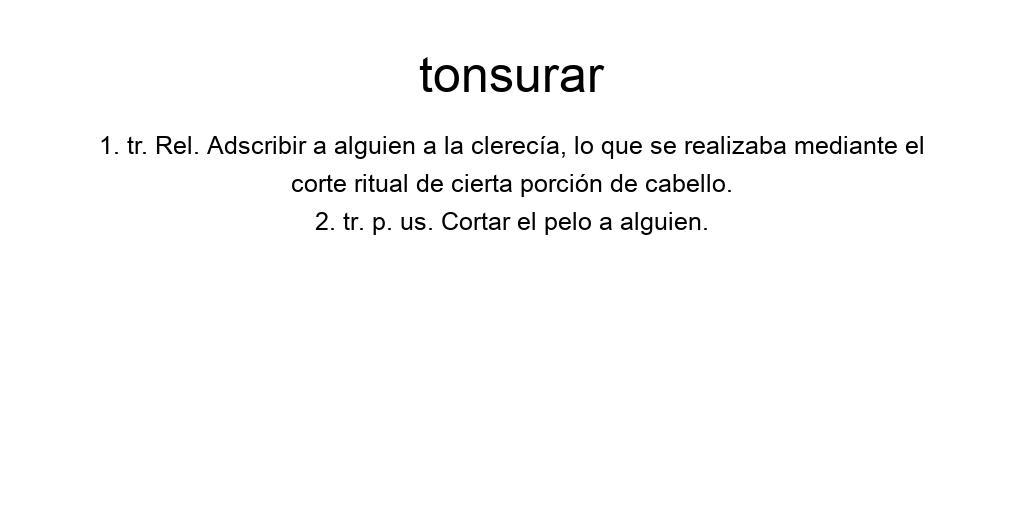 tonsurar
1. tr. Rel. Adscribir a alguien a la clerecía, lo que se realizaba mediante el
corte ritual de cierta porción de cabello.
2. tr. p. us. Cortar el pelo a alguien.